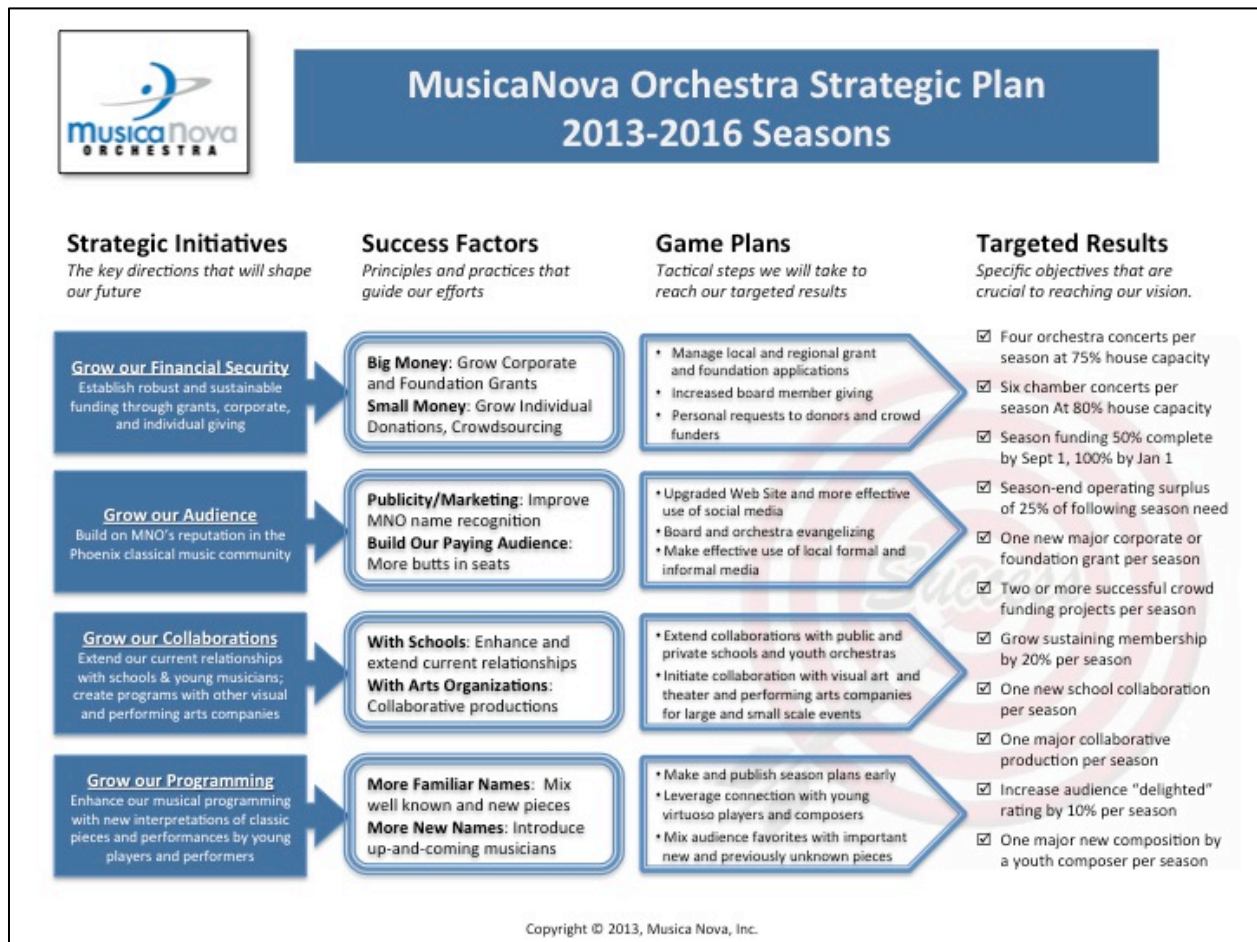 musicanova
ORCHESTRA
MusicaNova Orchestra Strategic Plan
2013-2016 Seasons
Strategic Initiatives
The key directions that will shape
our future
Success Factors
Principles and practices that
guide our efforts
Game Plans
Tactical steps we will take to
reach our targeted results
Targeted Results
Specific objectives that are
crucial to reaching our vision.
Grow our Financial Security
Establish robust and sustainable
funding through grants, corporate,
and individual giving
Big Money: Grow Corporate
and Foundation Grants
Small Money: Grow Individual
Donations, Crowdsourcing
• Manage local and regional grant
and foundation applications
• Increased board member giving
• Personal requests to donors and crowd
funders
Grow our Audience
Build on MNO's reputation in the
Phoenix classical music community
Publicity/Marketing: Improve
MNO name recognition
Build Our Paying Audience:
More butts in seats
• Upgraded Web Site and more effective
use of social media
• Board and orchestra evangelizing
• Make effective use of local formal and
informal media
Grow our Collaborations
Extend our current relationships
with schools & young musicians;
create programs with other visual
and performing arts companies
With Schools: Enhance and
extend current relationships
With Arts Organizations:
Collaborative productions
• Extend collaborations with public and
private schools and youth orchestras
• Initiate collaboration with visual art and
theater and performing arts companies
for large and small scale events
Grow our Programming
Enhance our musical programming
with new interpretations of classic
pieces and performances by young
players and performers
More Familiar Names: Mix
well known and new pieces
More New Names: Introduce
up-and-coming musicians
• Make and publish season plans early
• Leverage connection with young
virtuoso players and composers
• Mix audience favorites with important
new and previously unknown pieces
☑ Four orchestra concerts per
season at 75% house capacity
☑ Six chamber concerts per
season At 80% house capacity
☑ Season funding 50% complete
by Sept 1, 100% by Jan 1
☑ Season-end operating surplus
of 25% of following season need
☑ One new major corporate or
foundation grant per season
☑ Two or more successful crowd
funding projects per season
☑ Grow sustaining membership
by 20% per season
☑ One new school collaboration
per season
☑ One major collaborative
production per season
☑ Increase audience "delighted"
rating by 10% per season
☑ One major new composition by
a youth composer per season
Success
Copyright © 2013, Musica Nova, Inc.